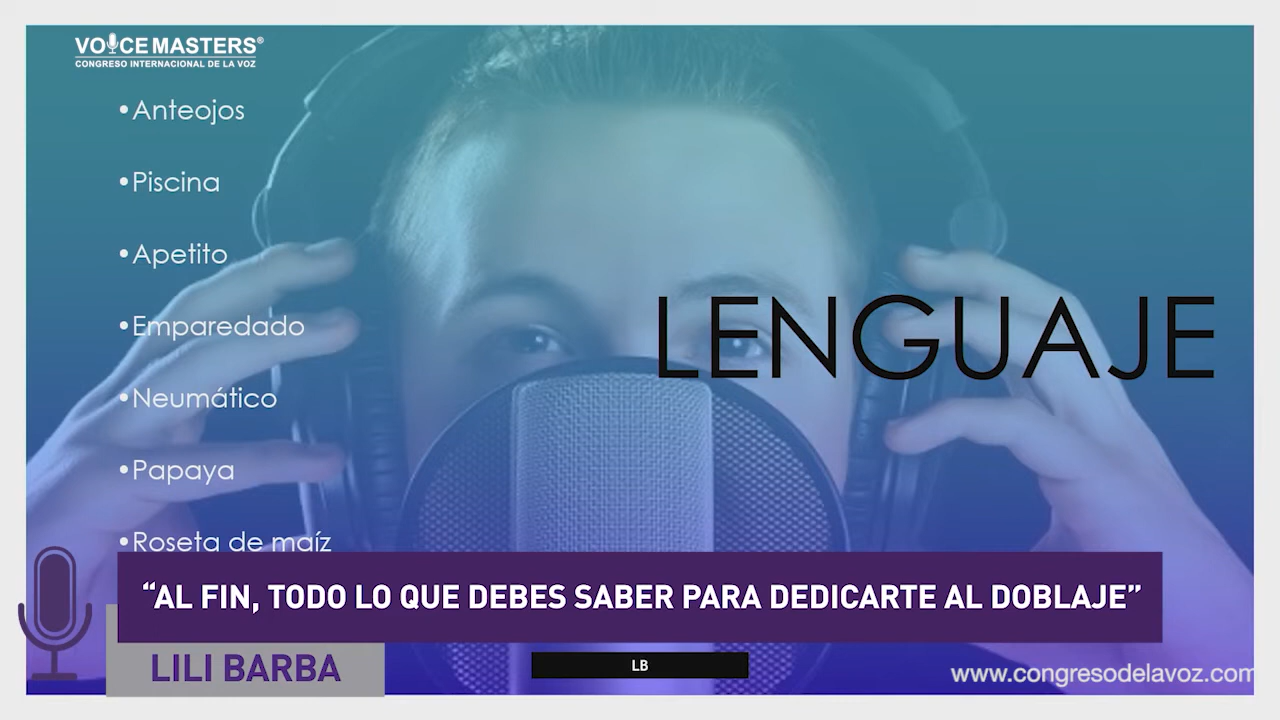 VOICE MASTERS®
CONGRESO INTERNACIONAL DE LA VOZ
•Anteojos
•Piscina
•Apetito
•Emparedado
•Neumático
•Papaya
•Roseta de maíz
LENGUAJE
“AL FIN, TODO LO QUE DEBES SABER PARA DEDICARTE AL DOBLAJE”
LILI BARBA
LB
www.congresodelavoz.com